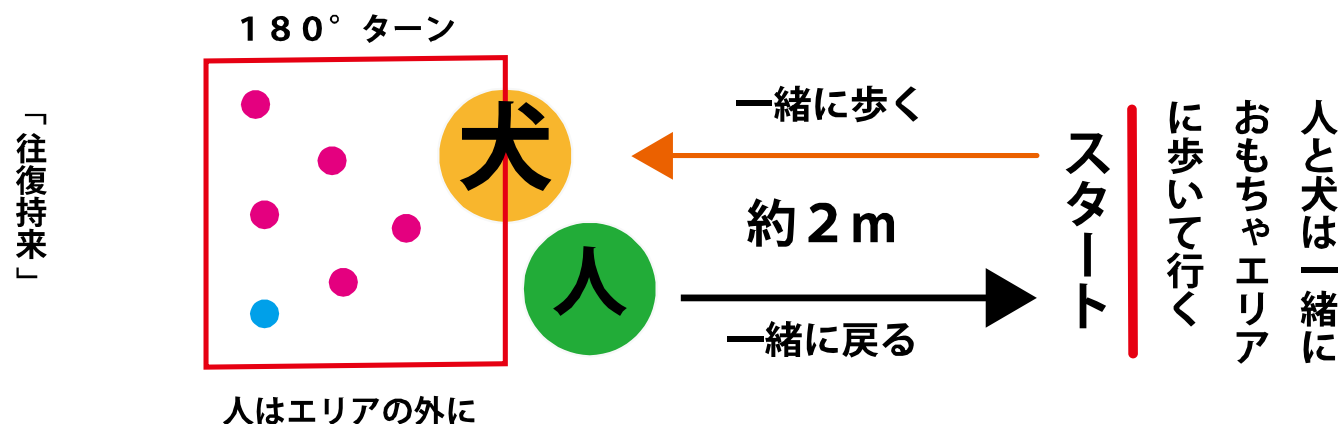 人と犬は一緒に
おもちゃエリア
に歩いて行く
スタート
一緒に歩く
約２ｍ
一緒に戻る
１８０°ターン
犬
人
人はエリアの外に
「往復持来」